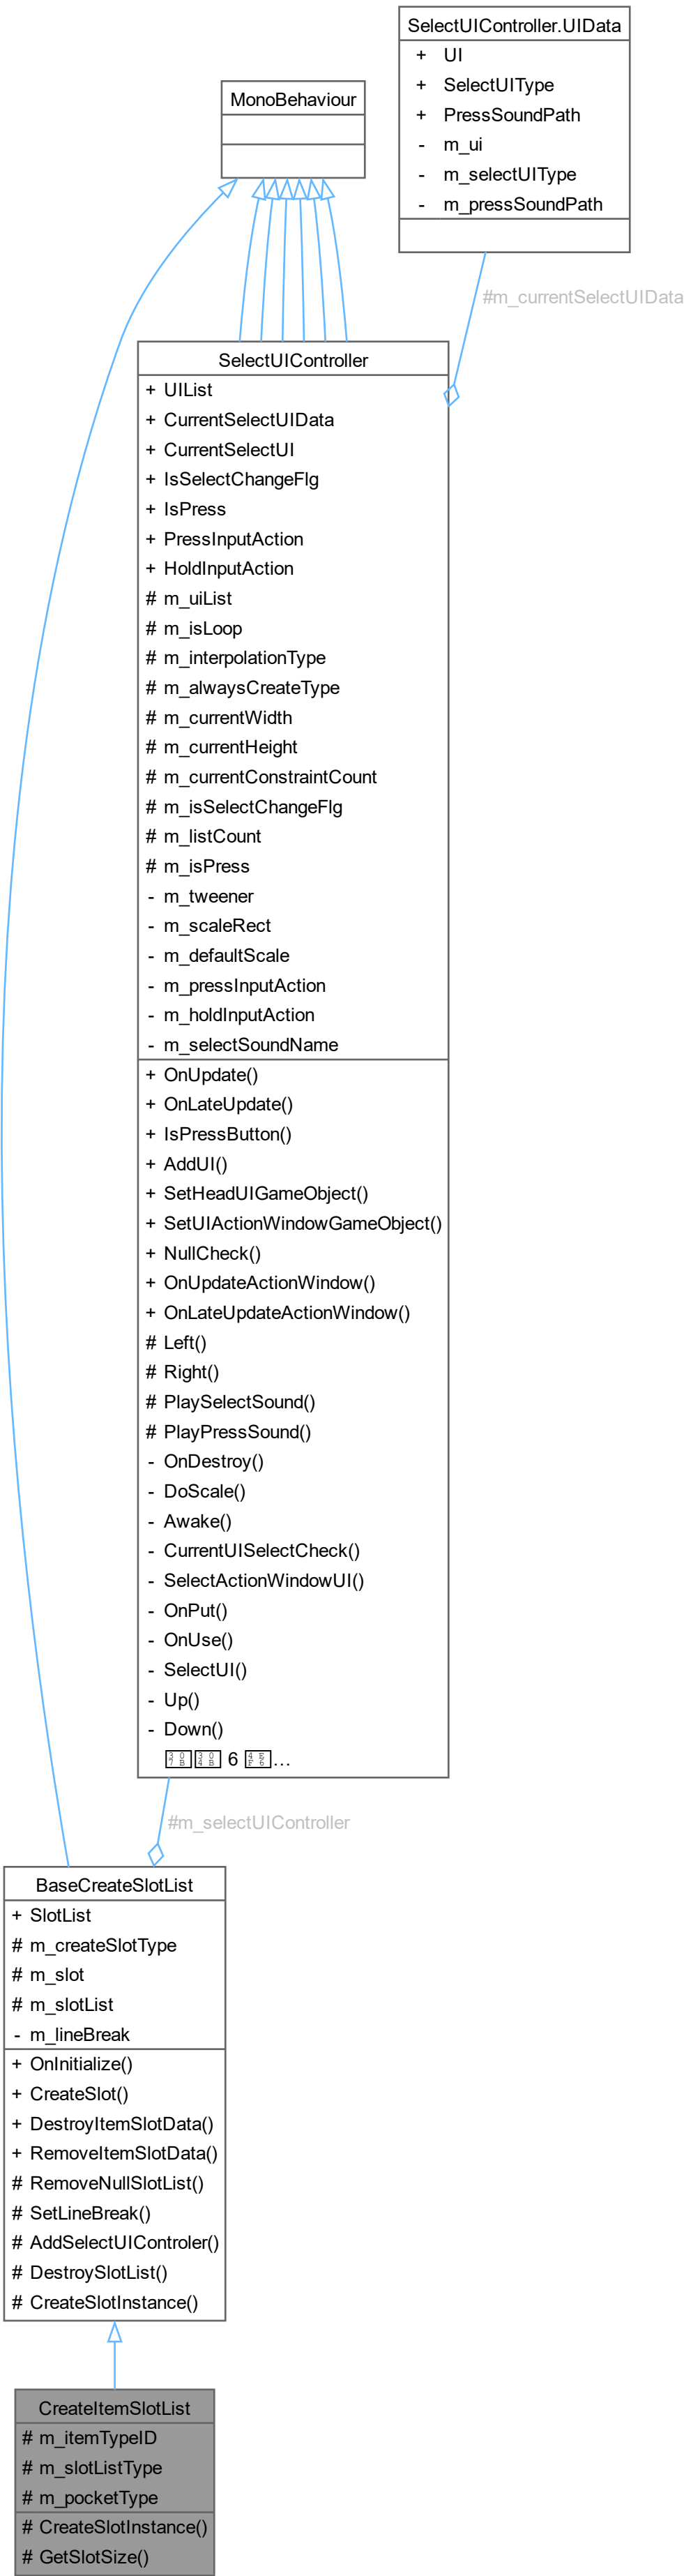 SelectUIController.UIData
+ UI
+ SelectUIType
+ PressSoundPath
- m_ui
- m_selectUIType
- m_pressSoundPath
MonoBehaviour
#m_currentSelectUIData
SelectUIController
+ UIList
+ CurrentSelectUIData
+ CurrentSelectUI
+ IsSelectChangeFlg
+ IsPress
+ PressInputAction
+ HoldInputAction
# m_uiList
# m_isLoop
# m_interpolationType
# m_alwaysCreateType
# m_currentWidth
# m_currentHeight
# m_currentConstraintCount
# m_isSelectChangeFlg
# m_listCount
# m_isPress
- m_tweener
- m_scaleRect
- m_defaultScale
- m_pressInputAction
- m_holdInputAction
- m_selectSoundName
+ OnUpdate()
+ OnLateUpdate()
+ IsPressButton()
+ AddUI()
+ SetHeadUIGameObject()
+ SetUIActionWindowGameObject()
+ NullCheck()
+ OnUpdateActionWindow()
+ OnLateUpdateActionWindow()
# Left()
# Right()
# PlaySelectSound()
# PlayPressSound()
- OnDestroy()
- DoScale()
- Awake()
- CurrentUISelectCheck()
- SelectActionWindowUI()
- OnPut()
- OnUse()
- SelectUI()
- Up()
- Down()
6 ...
#m_selectUIController
BaseCreateSlotList
+ SlotList
# m_createSlotType
# m_slot
# m_slotList
- m_lineBreak
+ OnInitialize()
+ CreateSlot()
+ DestroyItemSlotData()
+ RemoveItemSlotData()
# RemoveNullSlotList()
# SetLineBreak()
# AddSelectUIControler()
# DestroySlotList()
# CreateSlotInstance()
CreateItemSlotList
# m_itemTypeID
# m_slotListType
# m_pocketType
# CreateSlotInstance()
# GetSlotSize()